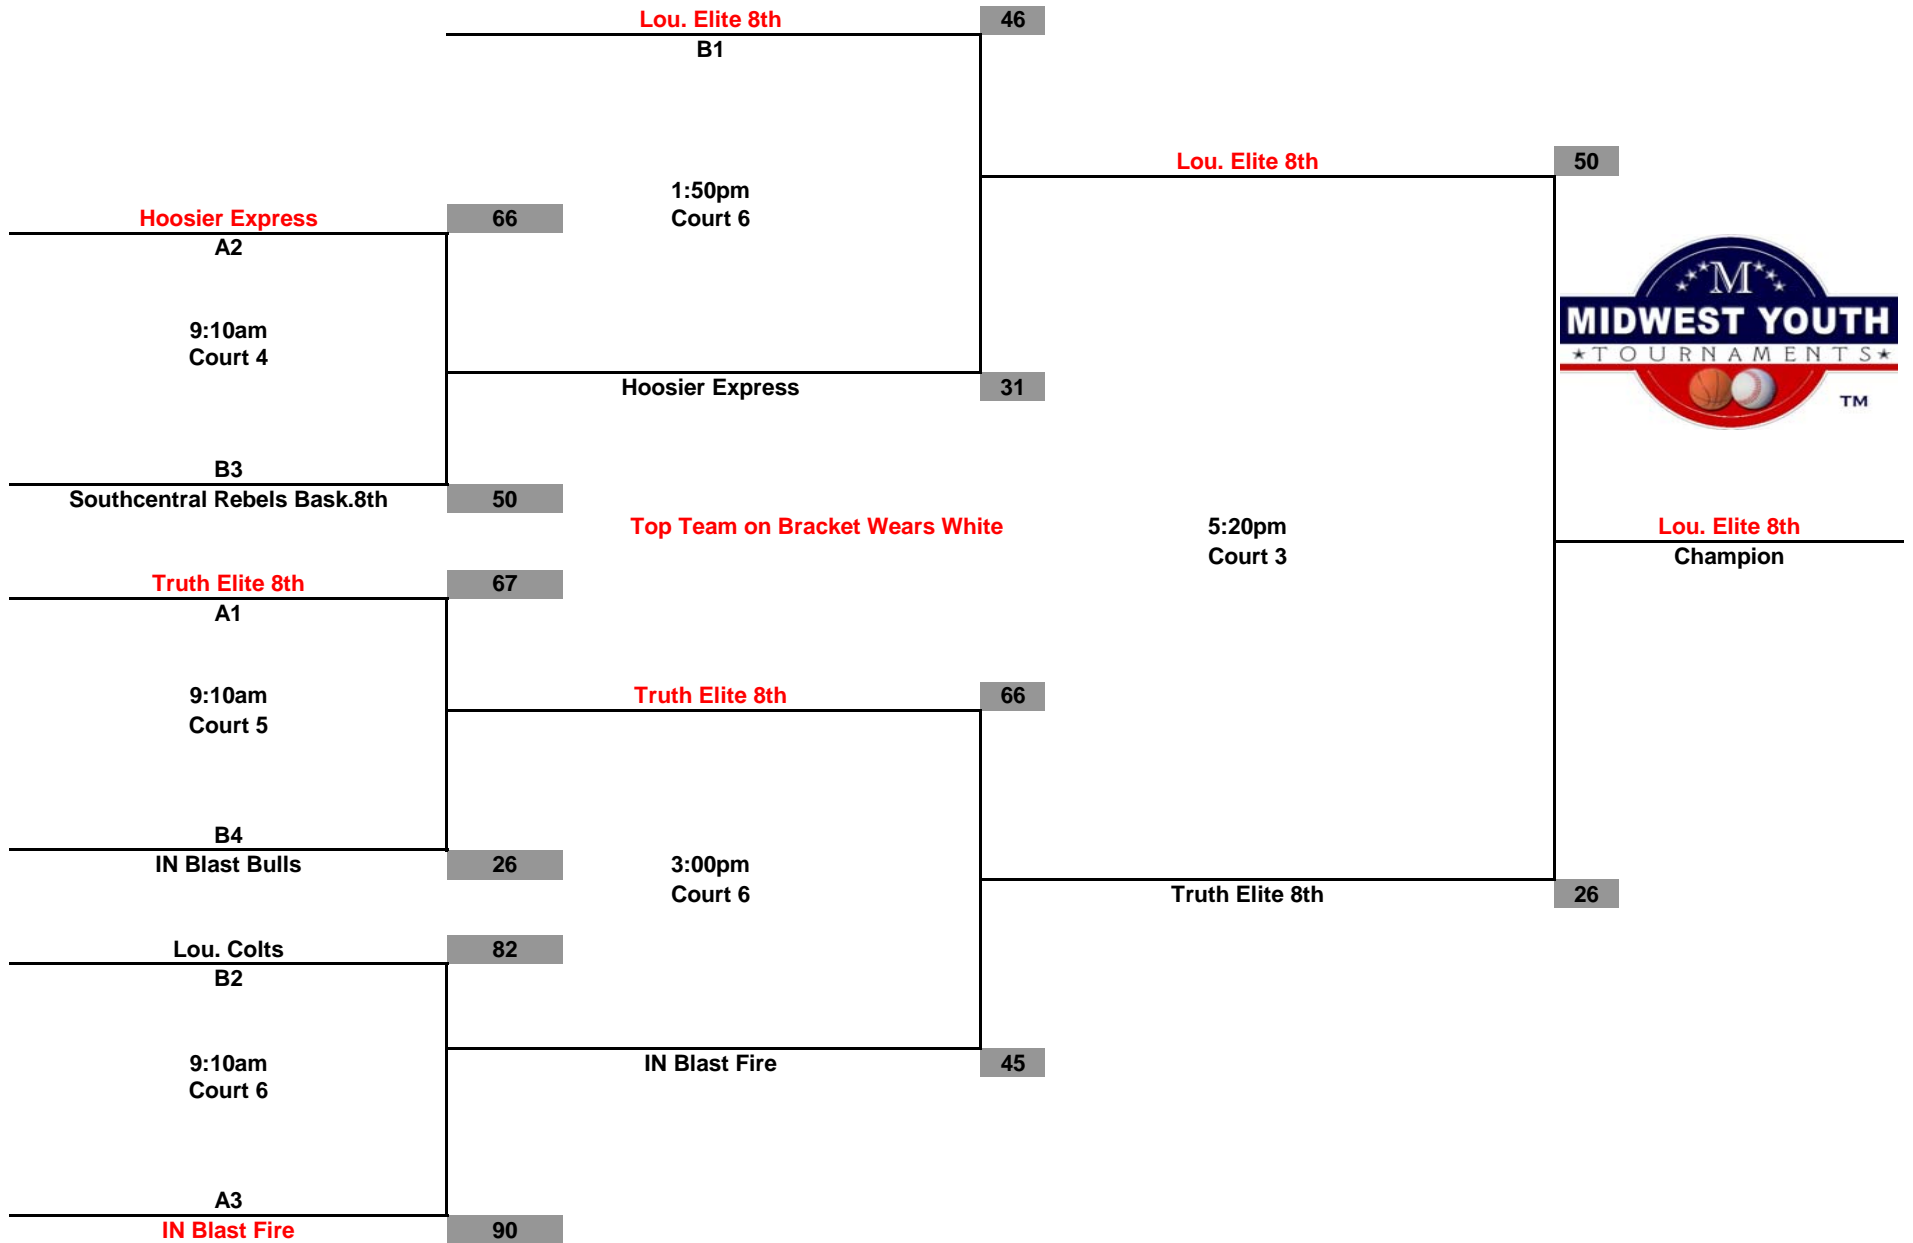 Lou. Elite 8th 46
B1
Lou. Elite 8th 50
1:50pm
Hoosier Express 66 Court 6
A2
M
MIDWEST YOUTH
TOURNAMENTS
TM
9:10am
Court 4
Hoosier Express 31
B3
Southcentral Rebels Bask.8th 50
Top Team on Bracket Wears White 5:20pm Lou. Elite 8th
Court 3 Champion
Truth Elite 8th 67
A1
9:10am Truth Elite 8th 66
Court 5
B4
IN Blast Bulls 26 3:00pm
Court 6 Truth Elite 8th 26
Lou. Colts 82
B2
9:10am IN Blast Fire 45
Court 6
A3
IN Blast Fire 90